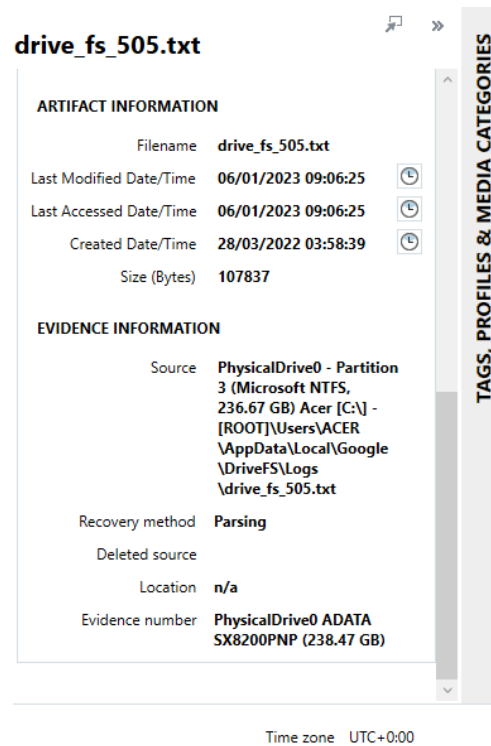 drive_fs_505.txt
ARTIFACT INFORMATION
Filename drive_fs_505.txt
Last Modified Date/Time 06/01/2023 09:06:25
Last Accessed Date/Time 06/01/2023 09:06:25
Created Date/Time 28/03/2022 03:58:39
Size (Bytes) 107837
EVIDENCE INFORMATION
Source PhysicalDrive0 - Partition
3 (Microsoft NTFS,
236.67 GB) Acer [C:\] -
[ROOT]\Users\ACER
\AppData\Local\Google
\DriveFS\Logs
\drive_fs_505.txt
Recovery method Parsing
Deleted source
Location n/a
Evidence number PhysicalDrive0 ADATA
SX8200PNP (238.47 GB)
Time zone UTC+0:00
TAGS, PROFILES & MEDIA CATEGORIES